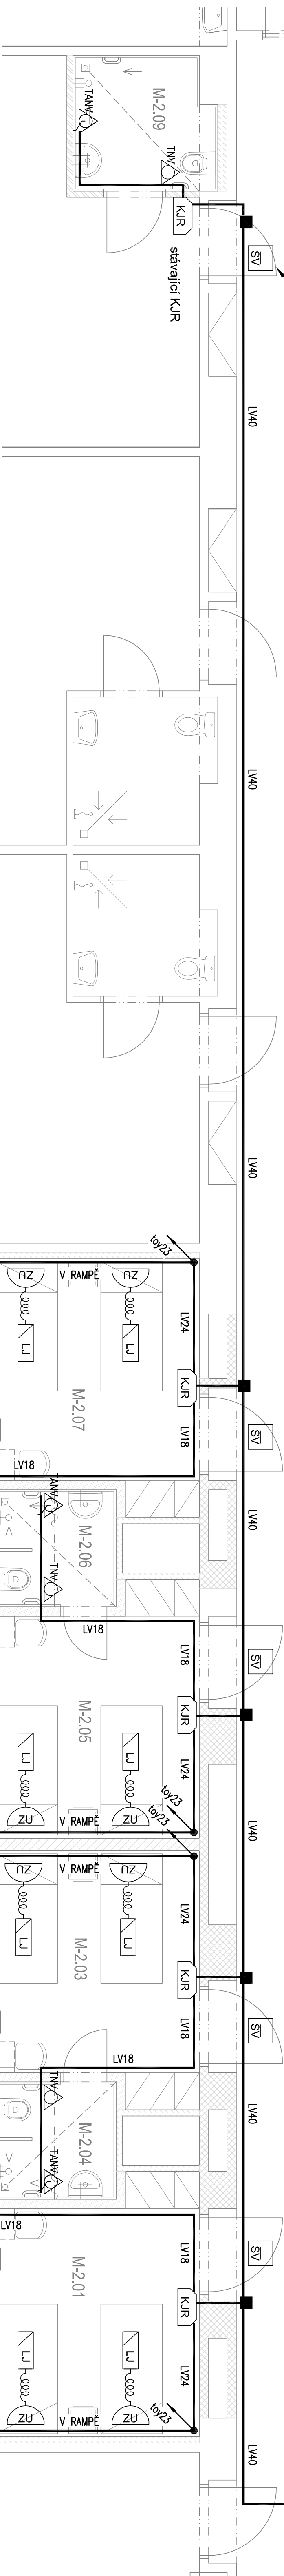 M-2.09
TANV
TNV
KJR
stávající KJR
SV
LV40
LV40
LV40
toy23
ZU
V RAMPĚ
ZU
LJ
LJ
LV24
KJR
M-2.07
LV18
SV
LV18
TANV
M-2.06
LV40
TNV
LV18
LV18
SV
M-2.05
KJR
LJ
LJ
LV24
toy23
ZU
V RAMPĚ
ZU
LV40
toy23
ZU
V RAMPĚ
ZU
LV24
LJ
M-2.03
LJ
KJR
LV18
SV
LV18
TNV
M-2.04
LV40
TANV
LV18
LV18
SV
M-2.01
KJR
LJ
LJ
LV24
toy23
ZU
V RAMPĚ
ZU
LV40